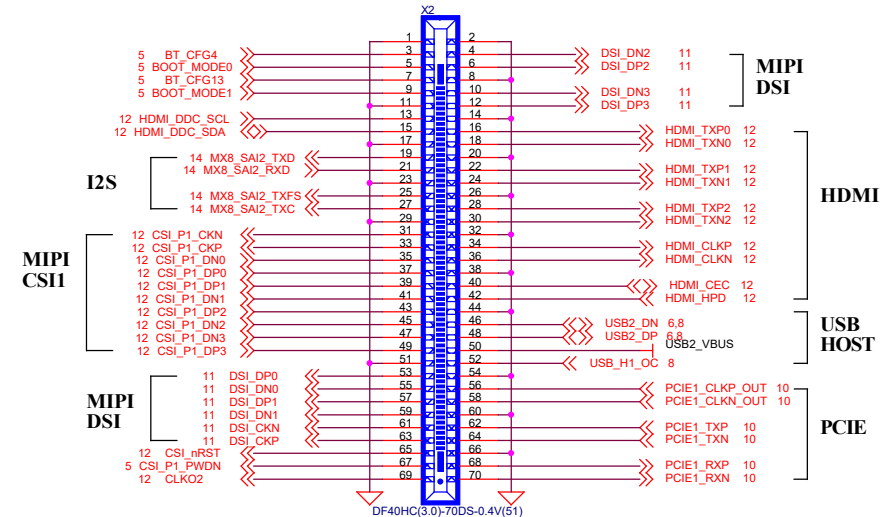 X2
1 2
5 BT_CFG4 3 4 DSI_DN2 11
5 BOOT_MODE0 5 6 DSI_DP2 11
5 BT_CFG13 7 8
5 BOOT_MODE1 9 10 DSI_DN3 11
11 12 DSI_DP3 11
MIPI
DSI
12 HDMI_DDC_SCL 13 14
12 HDMI_DDC_SDA 15 16 HDMI_TXP0 12
17 18 HDMI_TXN0 12
14 MX8_SAI2_TXD 19 20
14 MX8_SAI2_RXD 21 22 HDMI_TXP1 12
23 24 HDMI_TXN1 12
I2S
14 MX8_SAI2_TXFS 25 26
14 MX8_SAI2_TXC 27 28 HDMI_TXP2 12
29 30 HDMI_TXN2 12
HDMI
12 CSI_P1_CKN 31 32
12 CSI_P1_CKP 33 34 HDMI_CLKP 12
12 CSI_P1_DN0 35 36 HDMI_CLKN 12
12 CSI_P1_DP0 37 38
12 CSI_P1_DP1 39 40 HDMI_CEC 12
12 CSI_P1_DN1 41 42 HDMI_HPD 12
MIPI
CSI1
12 CSI_P1_DP2 43 44
12 CSI_P1_DN2 45 46 USB2_DN 6,8
12 CSI_P1_DN3 47 48 USB2_DP 6,8
12 CSI_P1_DP3 49 50 USB2_VBUS
51 52 USB_H1_OC 8
USB
HOST
11 DSI_DP0 53 54
11 DSI_DN0 55 56 PCIE1_CLKP_OUT 10
11 DSI_DP1 57 58 PCIE1_CLKN_OUT 10
11 DSI_DN1 59 60
11 DSI_CKN 61 62 PCIE1_TXP 10
11 DSI_CKP 63 64 PCIE1_TXN 10
MIPI
DSI
12 CSI_nRST 65 66
5 CSI_P1_PWDN 67 68 PCIE1_RXP 10
12 CLKO2 69 70 PCIE1_RXN 10
PCIE
DF40HC(3.0)-70DS-0.4V(51)